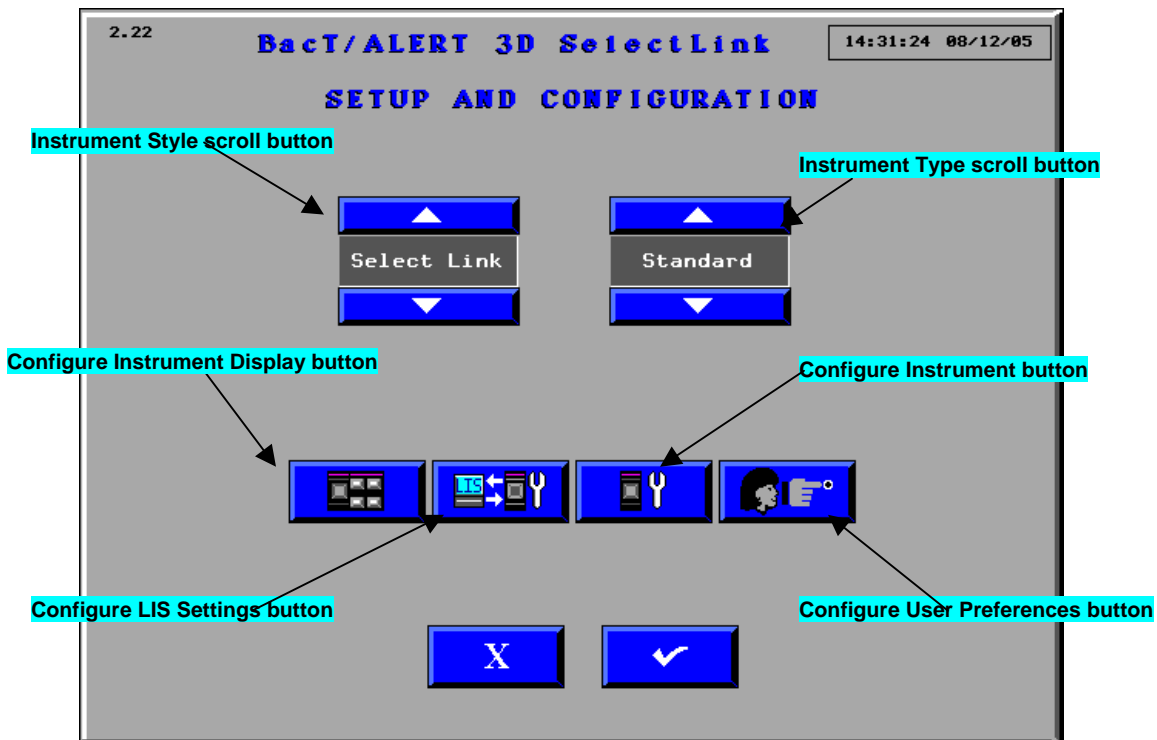 2.22
BacT/ALERT 3D SelectLink
14:31:24 08/12/05
SETUP AND CONFIGURATION
Instrument Style scroll button
Instrument Type scroll button
Select Link
Standard
Configure Instrument Display button
Configure Instrument button
LIS
Configure LIS Settings button
Configure User Preferences button
X